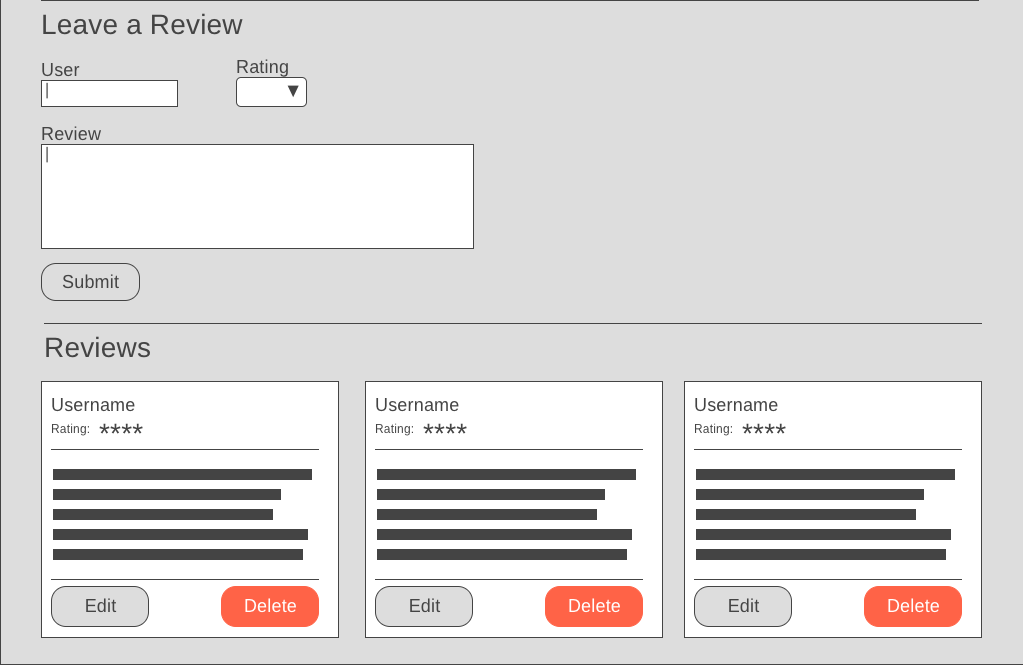 Leave a Review
User
Rating
▼
Review
Submit
Reviews
Username
Rating: ****
Edit Delete
Username
Rating: ****
Edit Delete
Username
Rating: ****
Edit Delete